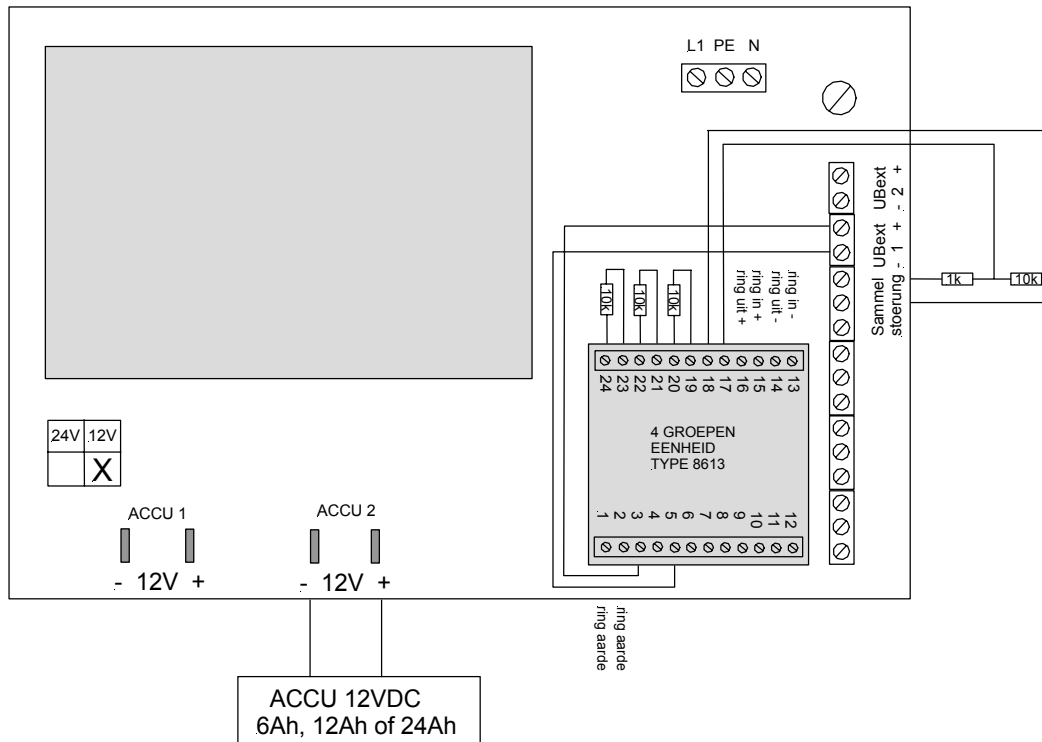 L1 PE N
Sammel UBext UBext
stoerung - 1 + - 2 +
1k
10k
10k
10k
10k
ring uit +
ring in +
ring uit -
ring in -
24 23 22 21 20 19 18 17 16 15 14 13
4 GROEPEN
EENHEID
TYPE 8613
1 2 3 4 5 6 7 8 9 10 11 12
ring aarde
ring aarde
24V 12V
X
ACCU 1
- 12V +
ACCU 2
- 12V +
ACCU 12VDC
6Ah, 12Ah of 24Ah